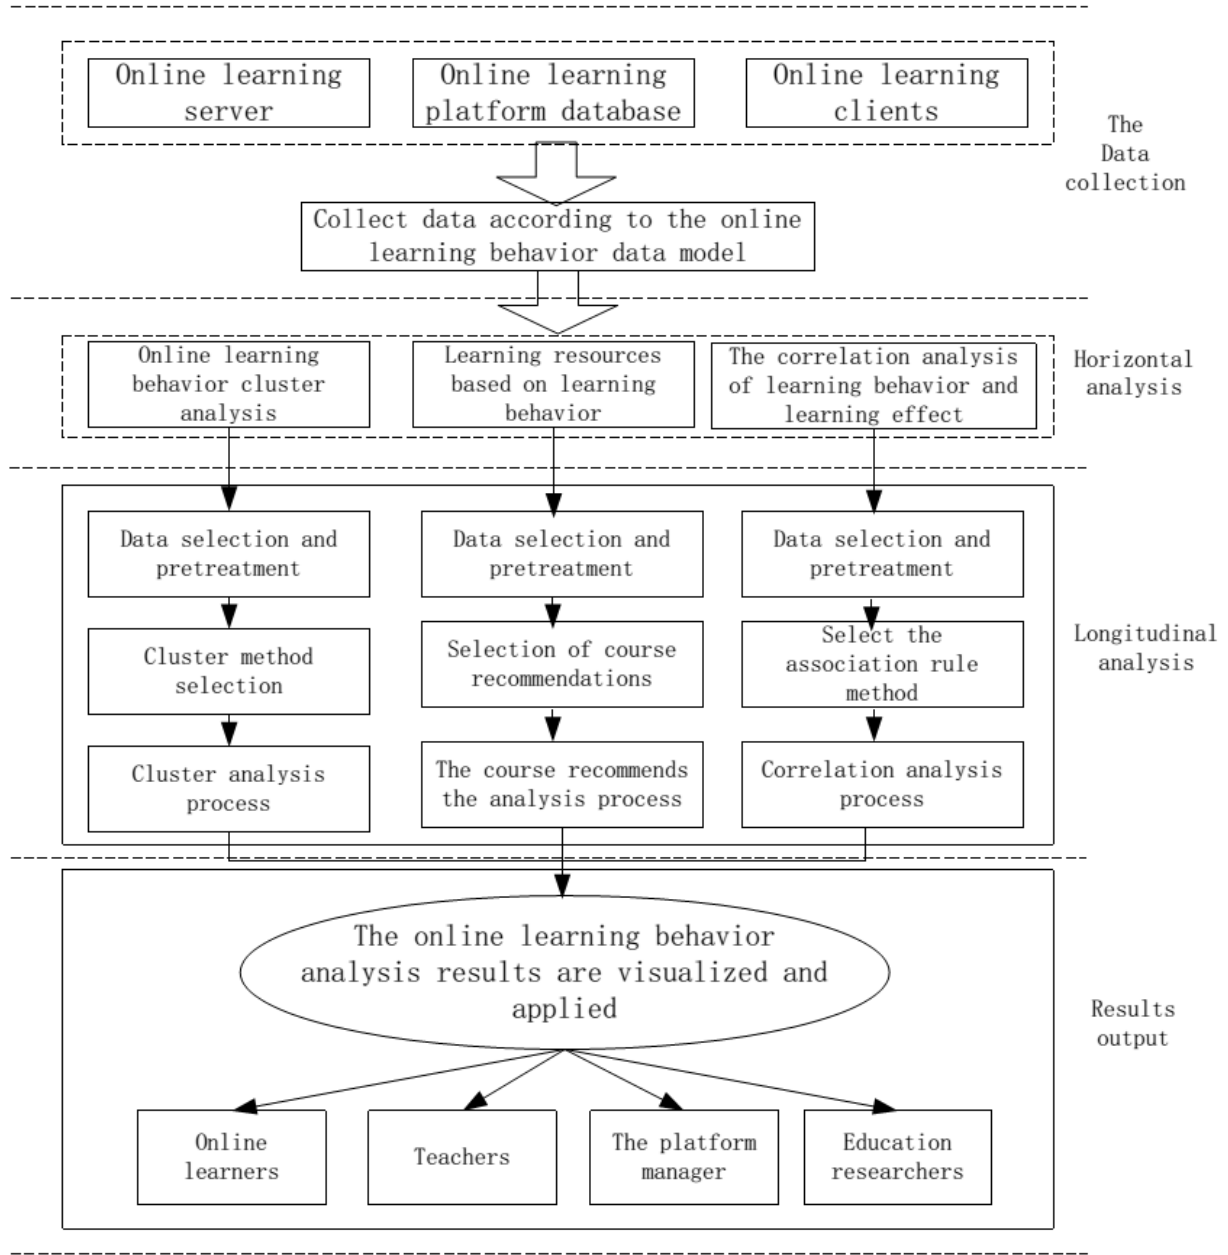 Online learning
server
Online learning
platform database
Online learning
clients
The
Data
collection
Collect data according to the online
learning behavior data model
Online learning
behavior cluster
analysis
Learning resources
based on learning
behavior
The correlation analysis
of learning behavior and
learning effect
Horizontal
analysis
Data selection and
pretreatment
Data selection and
pretreatment
Data selection and
pretreatment
Cluster method
selection
Selection of course
recommendations
Select the
association rule
method
Longitudinal
analysis
Cluster analysis
process
The course recommends
the analysis process
Correlation analysis
process
The online learning behavior
analysis results are visualized and
applied
Results
output
Online
learners
Teachers
The platform
manager
Education
researchers